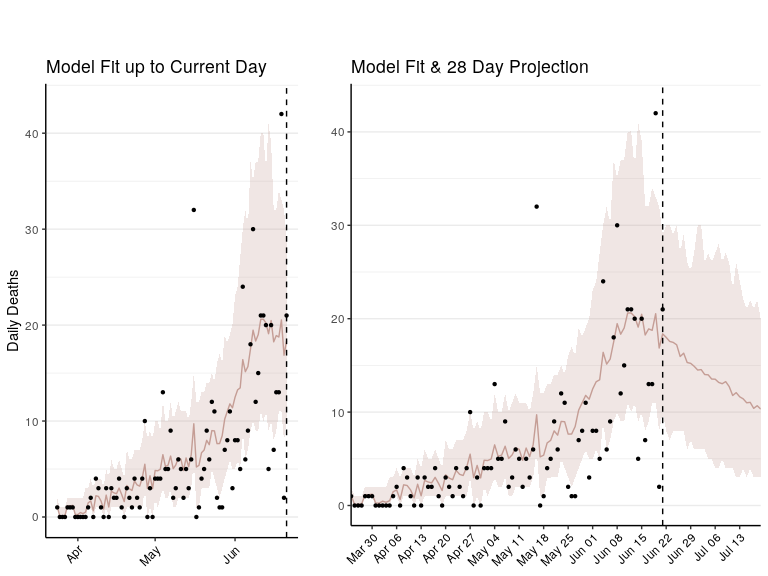 Model Fit up to Current Day
Daily Deaths
40
30
20
10
0
Apr
May
Jun
Model Fit & 28 Day Projection
40
30
20
10
0
Mar 30
Apr 06
Apr 13
Apr 20
Apr 27
May 04
May 11
May 18
May 25
Jun 01
Jun 08
Jun 15
Jun 22
Jun 29
Jul 06
Jul 13